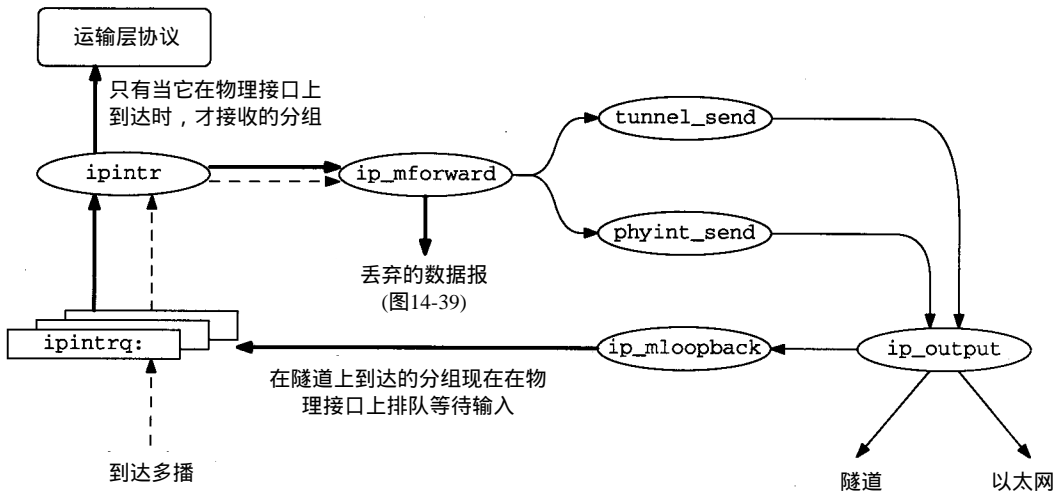 运输层协议
只有当它在物理接口上
到达时，才接收的分组
tunnel_send
ipintr
ip_mforward
phyint_send
丢弃的数据报
(图14-39)
ipintrq:
ip_mloopback
ip_output
在隧道上到达的分组现在在物
理接口上排队等待输入
到达多播
隧道
以太网